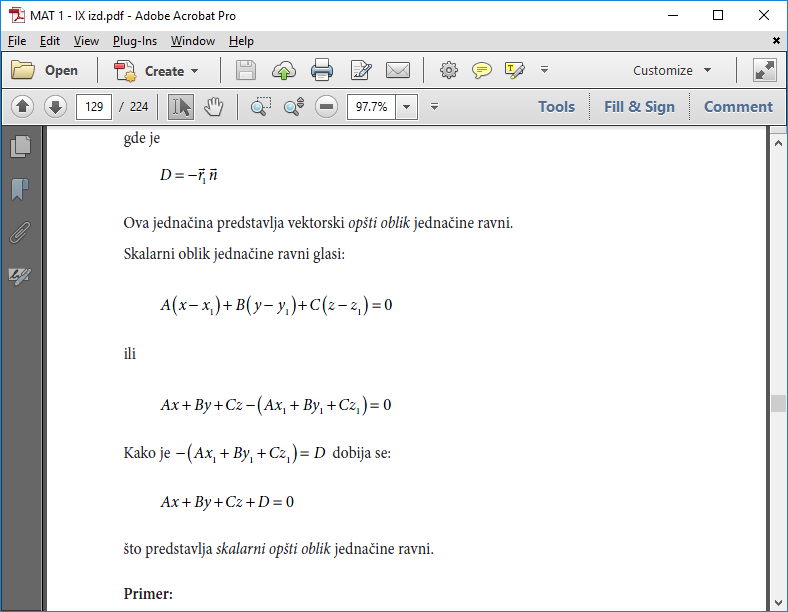 MAT 1 - IX izd.pdf - Adobe Acrobat Pro
File Edit View Plug-Ins Window Help
Open Create Customize
129 / 224 97.7% Tools Fill & Sign Comment
gde je
D = −r⃗₁ n⃗
Ova jednačina predstavlja vektorski opšti oblik jednačine ravni.
Skalarni oblik jednačine ravni glasi:
A(x − x₁) + B(y − y₁) + C(z − z₁) = 0
ili
Ax + By + Cz − (Ax₁ + By₁ + Cz₁) = 0
Kako je −(Ax₁ + By₁ + Cz₁) = D dobija se:
Ax + By + Cz + D = 0
što predstavlja skalarni opšti oblik jednačine ravni.
Primer: